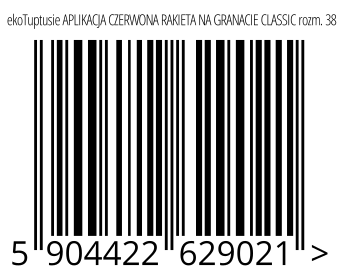 ekoTuptusie APLIKACJA CZERWONA RAKIETA NA GRANACIE CLASSIC rozm. 38
5 904422 629021 >